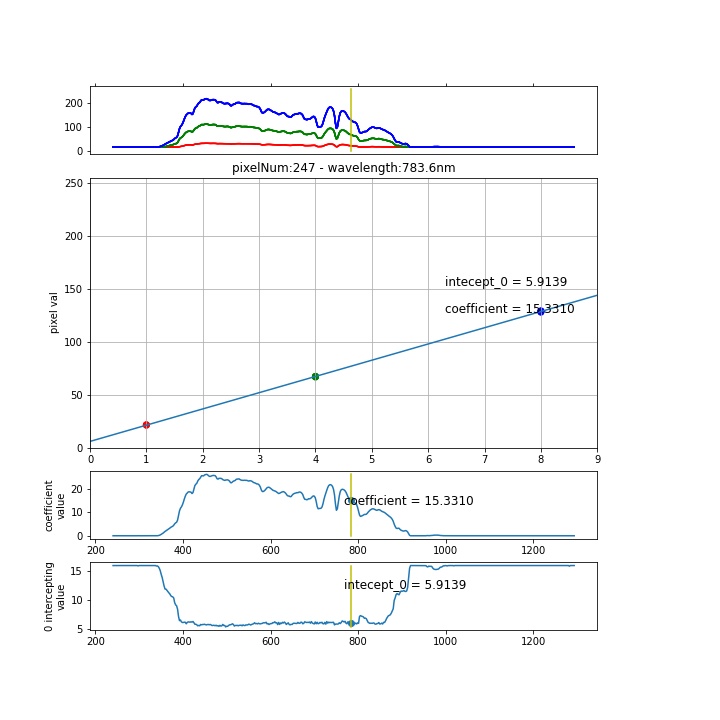 200
100
0
pixelNum:247 - wavelength:783.6nm
250
200
150
100
50
0
pixel val
intecept_0 = 5.9139
coefficient = 15.3310
0 1 2 3 4 5 6 7 8 9
20
10
0
coefficient
value
coefficient = 15.3310
200 400 600 800 1000 1200
15
10
5
0 intercepting
value
intecept_0 = 5.9139
200 400 600 800 1000 1200